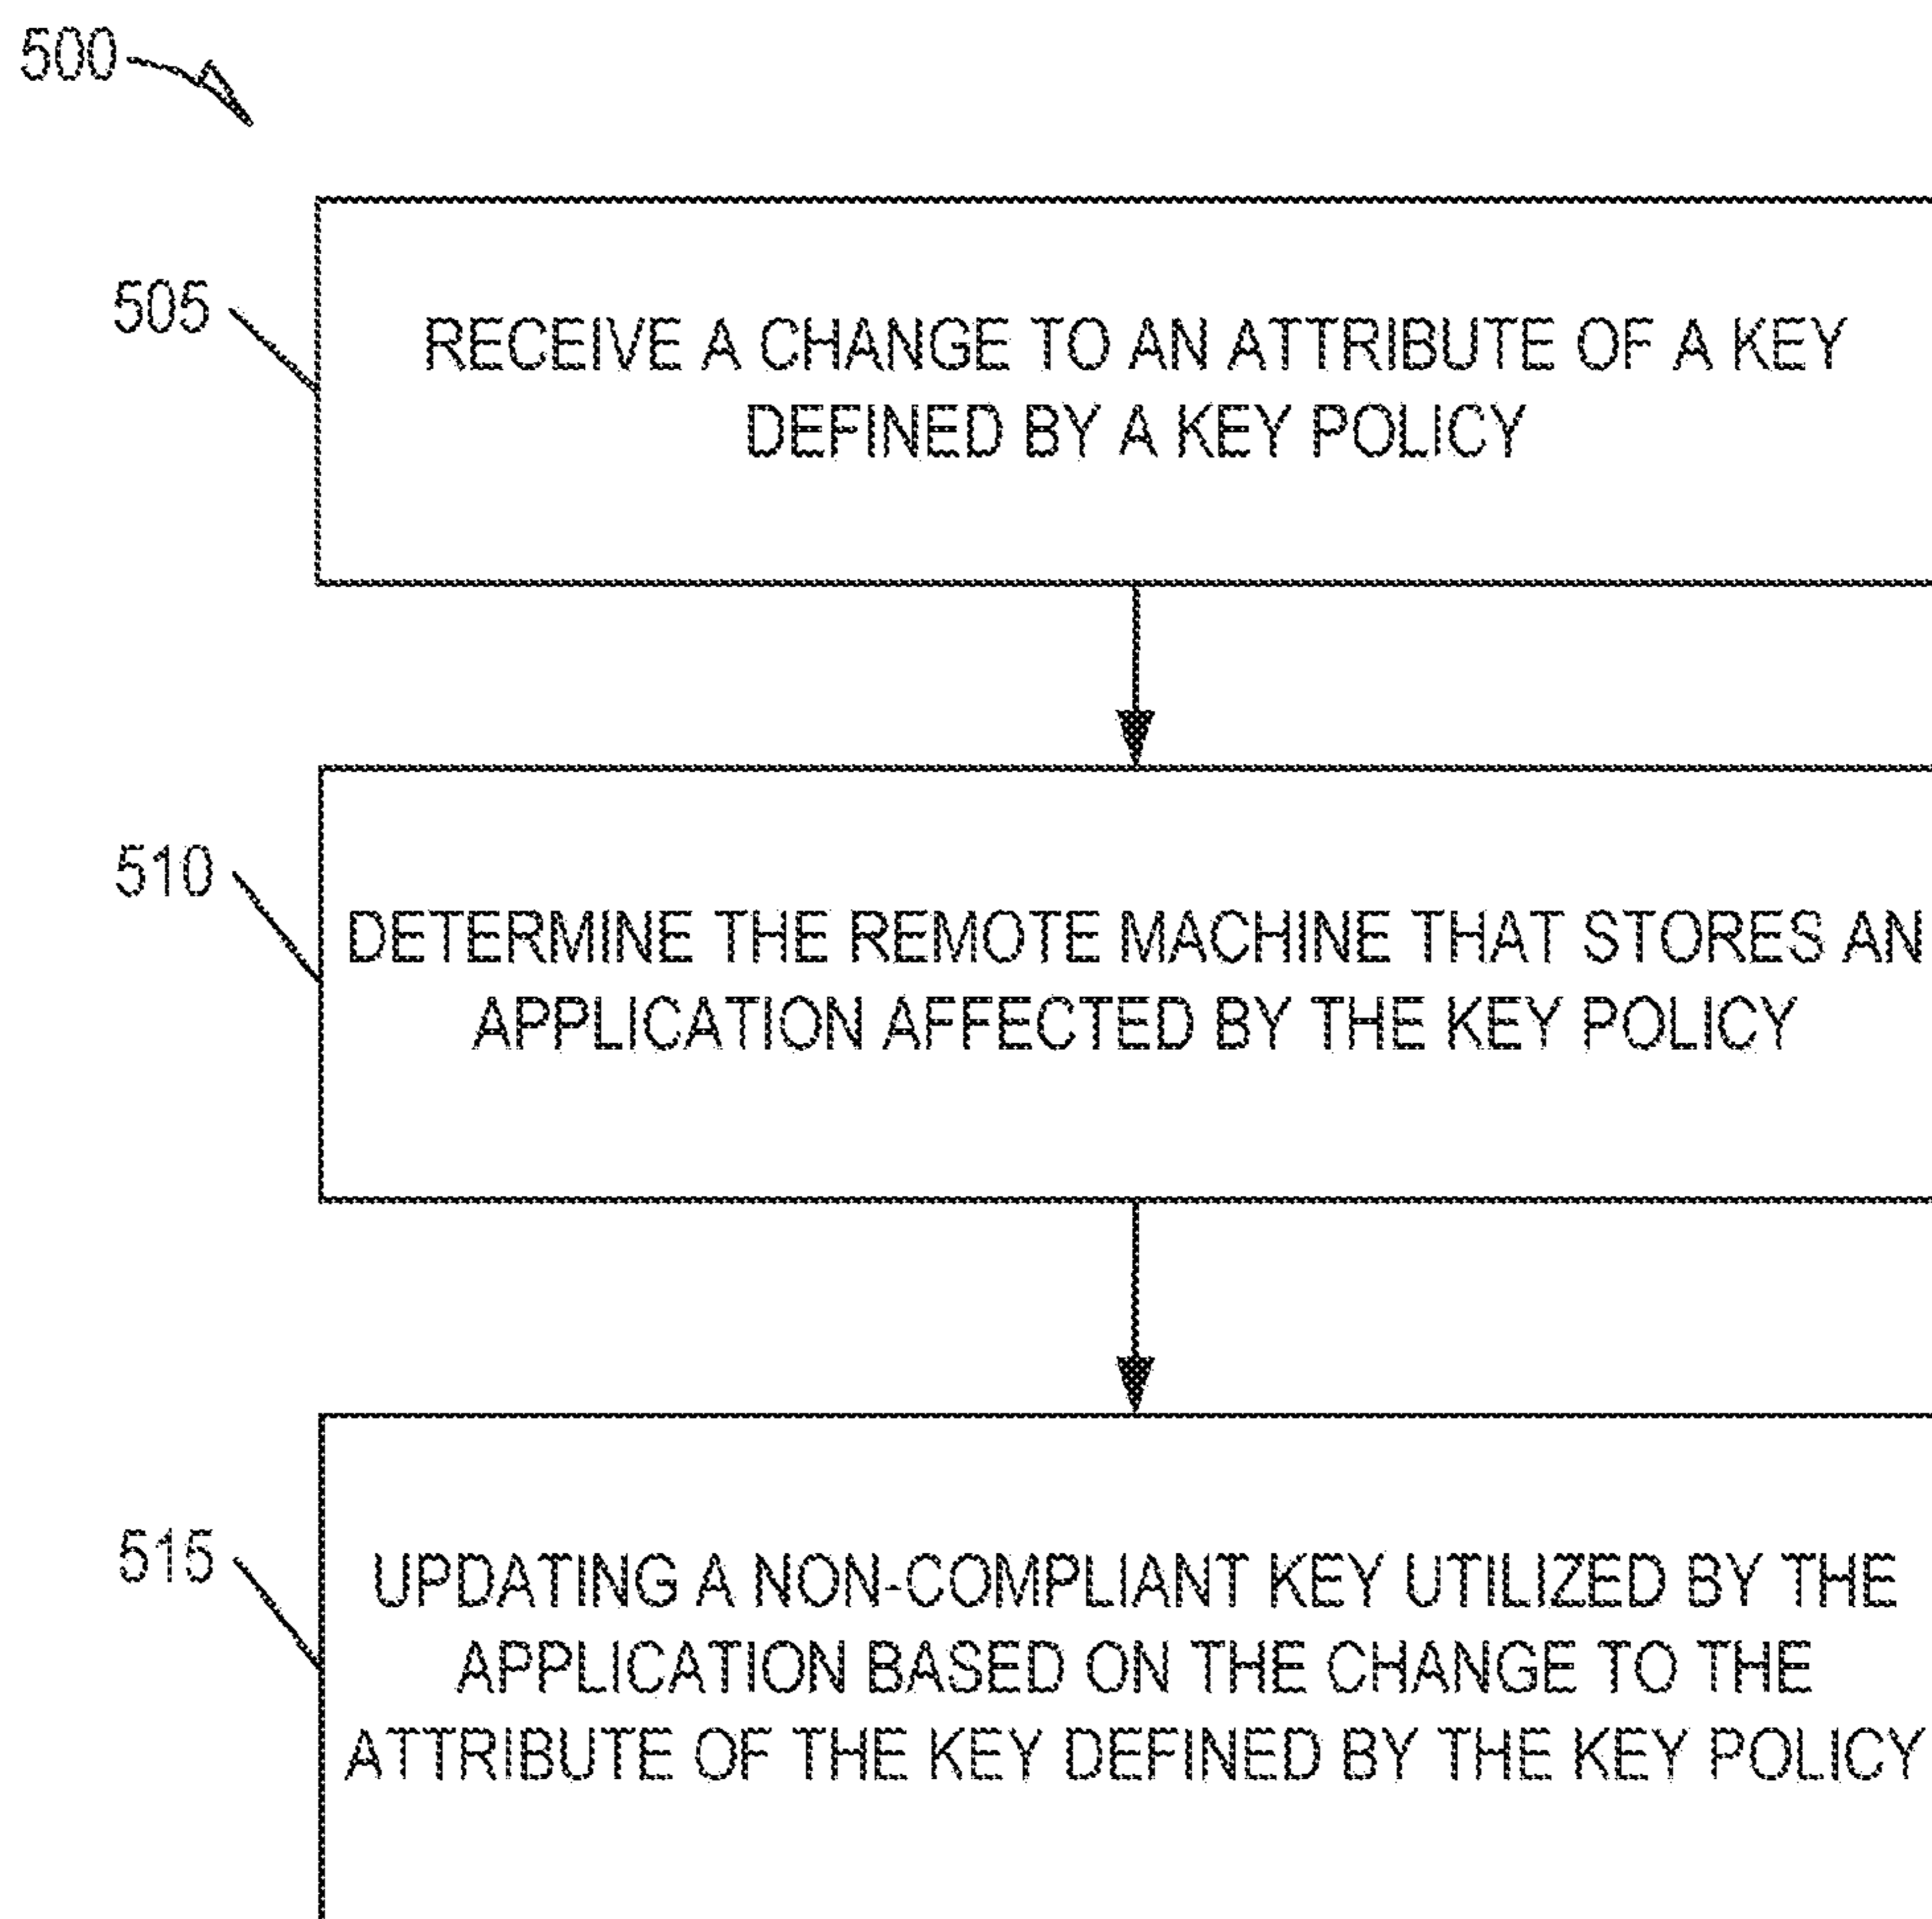 500
505
RECEIVE A CHANGE TO AN ATTRIBUTE OF A KEY
DEFINED BY A KEY POLICY
510
DETERMINE THE REMOTE MACHINE THAT STORES AN
APPLICATION AFFECTED BY THE KEY POLICY
515
UPDATING A NON-COMPLIANT KEY UTILIZED BY THE
APPLICATION BASED ON THE CHANGE TO THE
ATTRIBUTE OF THE KEY DEFINED BY THE KEY POLICY